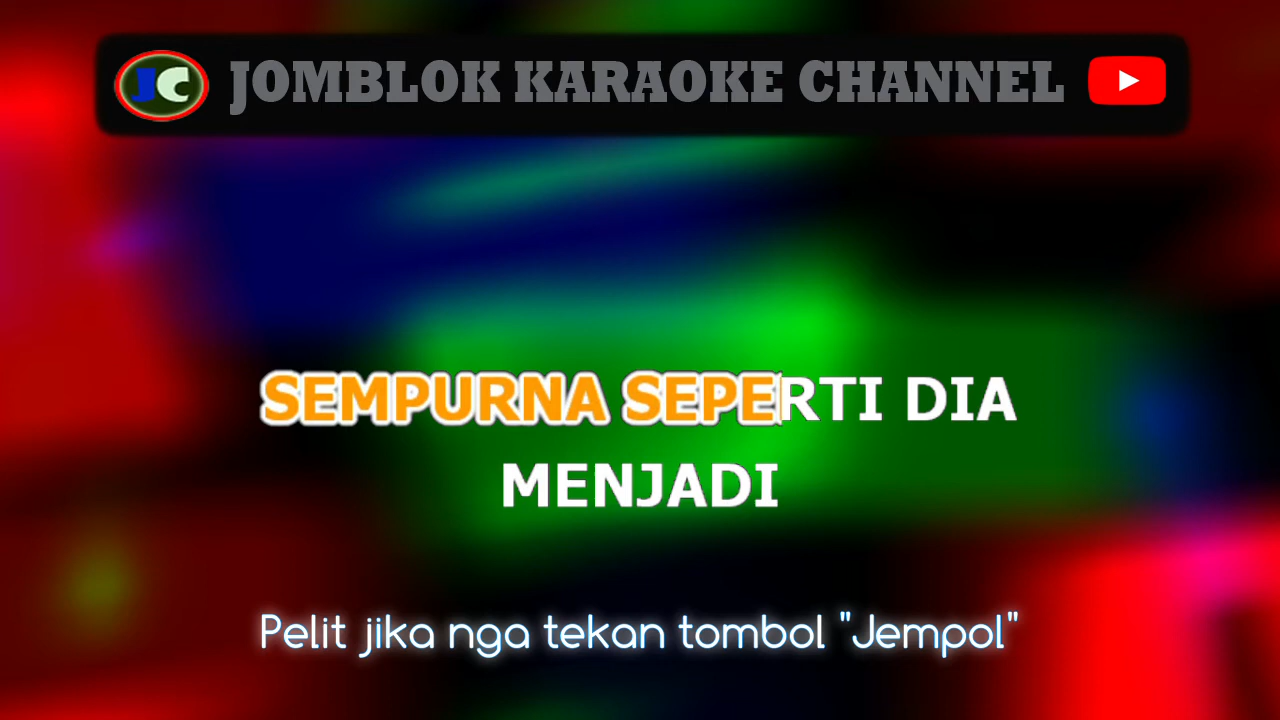 JC JOMBLOK KARAOKE CHANNEL
SEMPURNA SEPERTI DIA
MENJADI
Pelit jika nga tekan tombol "Jempol"